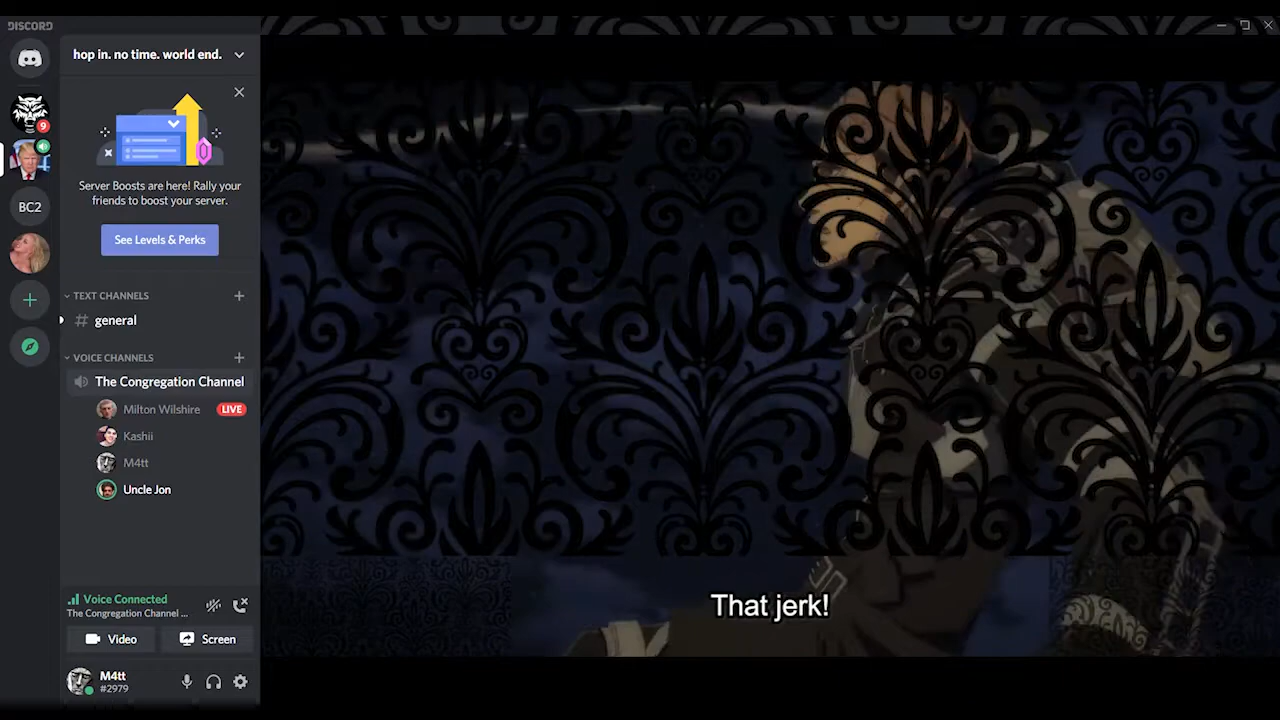 DISCORD
hop in. no time. world end.
9
BC2
Server Boosts are here! Rally your
friends to boost your server.
See Levels & Perks
TEXT CHANNELS
general
VOICE CHANNELS
The Congregation Channel
Milton Wilshire LIVE
Kashii
M4tt
Uncle Jon
Voice Connected
The Congregation Channel ...
Video Screen
M4tt
#2979
That jerk!